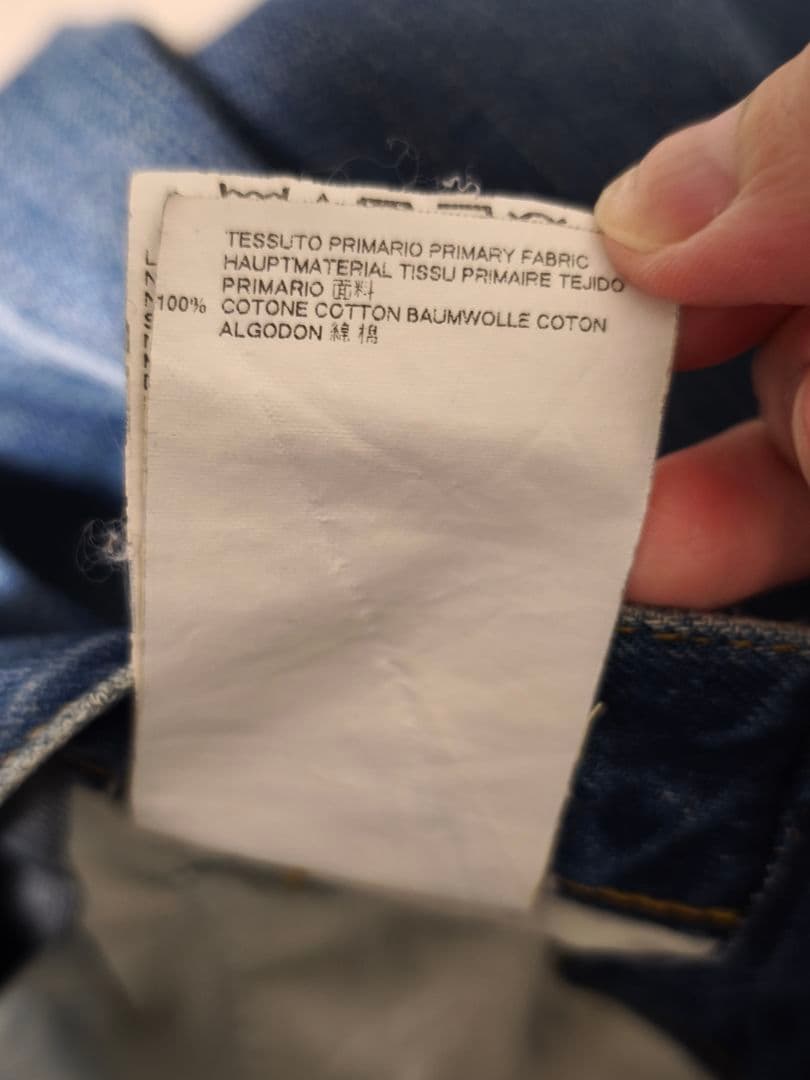 TESSUTO PRIMARIO PRIMARY FABRIC
HAUPTMATERIAL TISSU PRIMAIRE TEJIDO
PRIMARIO 面料
100% COTONE COTTON BAUMWOLLE COTON
ALGODON 綿 棉